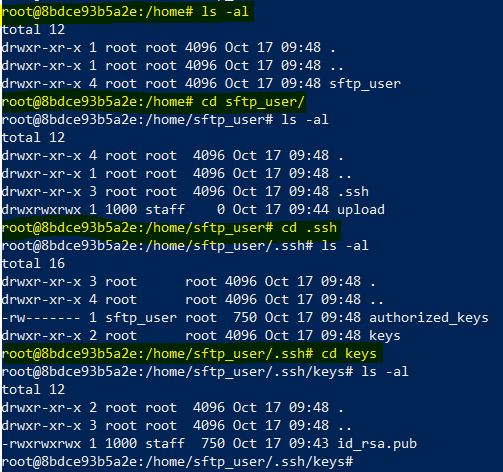 root@8bdce93b5a2e:/home# ls -al
total 12
drwxr-xr-x 1 root root 4096 Oct 17 09:48 .
drwxr-xr-x 1 root root 4096 Oct 17 09:48 ..
drwxr-xr-x 4 root root 4096 Oct 17 09:48 sftp_user
root@8bdce93b5a2e:/home# cd sftp_user/
root@8bdce93b5a2e:/home/sftp_user# ls -al
total 12
drwxr-xr-x 4 root root  4096 Oct 17 09:48 .
drwxr-xr-x 1 root root  4096 Oct 17 09:48 ..
drwxr-xr-x 3 root root  4096 Oct 17 09:48 .ssh
drwxrwxrwx 1 1000 staff    0 Oct 17 09:44 upload
root@8bdce93b5a2e:/home/sftp_user# cd .ssh
root@8bdce93b5a2e:/home/sftp_user/.ssh# ls -al
total 16
drwxr-xr-x 3 root      root 4096 Oct 17 09:48 .
drwxr-xr-x 4 root      root 4096 Oct 17 09:48 ..
-rw------- 1 sftp_user root  750 Oct 17 09:48 authorized_keys
drwxr-xr-x 2 root      root 4096 Oct 17 09:48 keys
root@8bdce93b5a2e:/home/sftp_user/.ssh# cd keys
root@8bdce93b5a2e:/home/sftp_user/.ssh/keys# ls -al
total 12
drwxr-xr-x 2 root root  4096 Oct 17 09:48 .
drwxr-xr-x 3 root root  4096 Oct 17 09:48 ..
-rwxrwxrwx 1 1000 staff  750 Oct 17 09:43 id_rsa.pub
root@8bdce93b5a2e:/home/sftp_user/.ssh/keys#